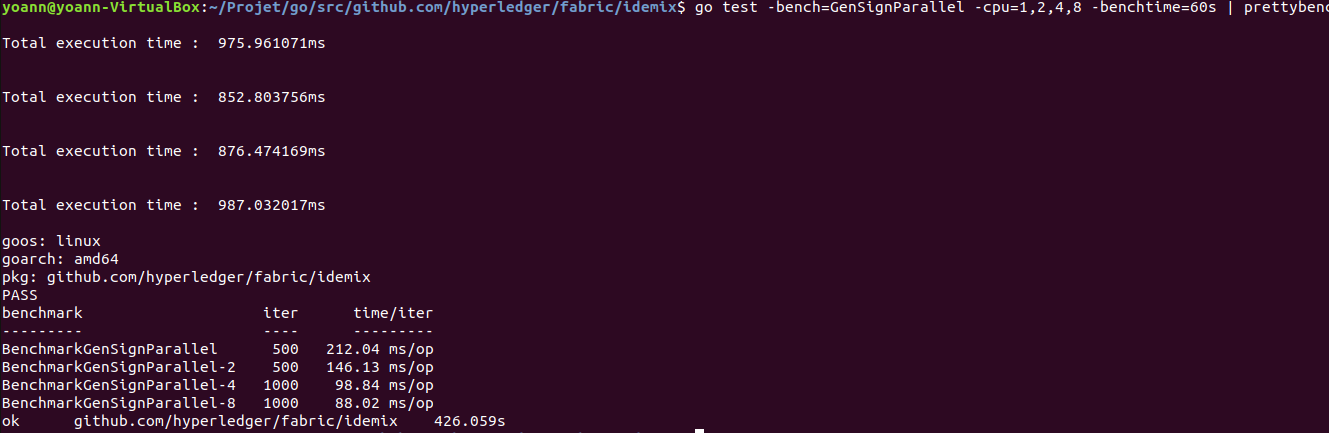 yoann@yoann-VirtualBox:~/Projet/go/src/github.com/hyperledger/fabric/idemix$ go test -bench=GenSignParallel -cpu=1,2,4,8 -benchtime=60s | prettybenc
Total execution time :  975.961071ms
Total execution time :  852.803756ms
Total execution time :  876.474169ms
Total execution time :  987.032017ms
goos: linux
goarch: amd64
pkg: github.com/hyperledger/fabric/idemix
PASS
benchmark                    iter      time/iter
---------                    ----      ---------
BenchmarkGenSignParallel      500   212.04 ms/op
BenchmarkGenSignParallel-2    500   146.13 ms/op
BenchmarkGenSignParallel-4   1000    98.84 ms/op
BenchmarkGenSignParallel-8   1000    88.02 ms/op
ok      github.com/hyperledger/fabric/idemix    426.059s